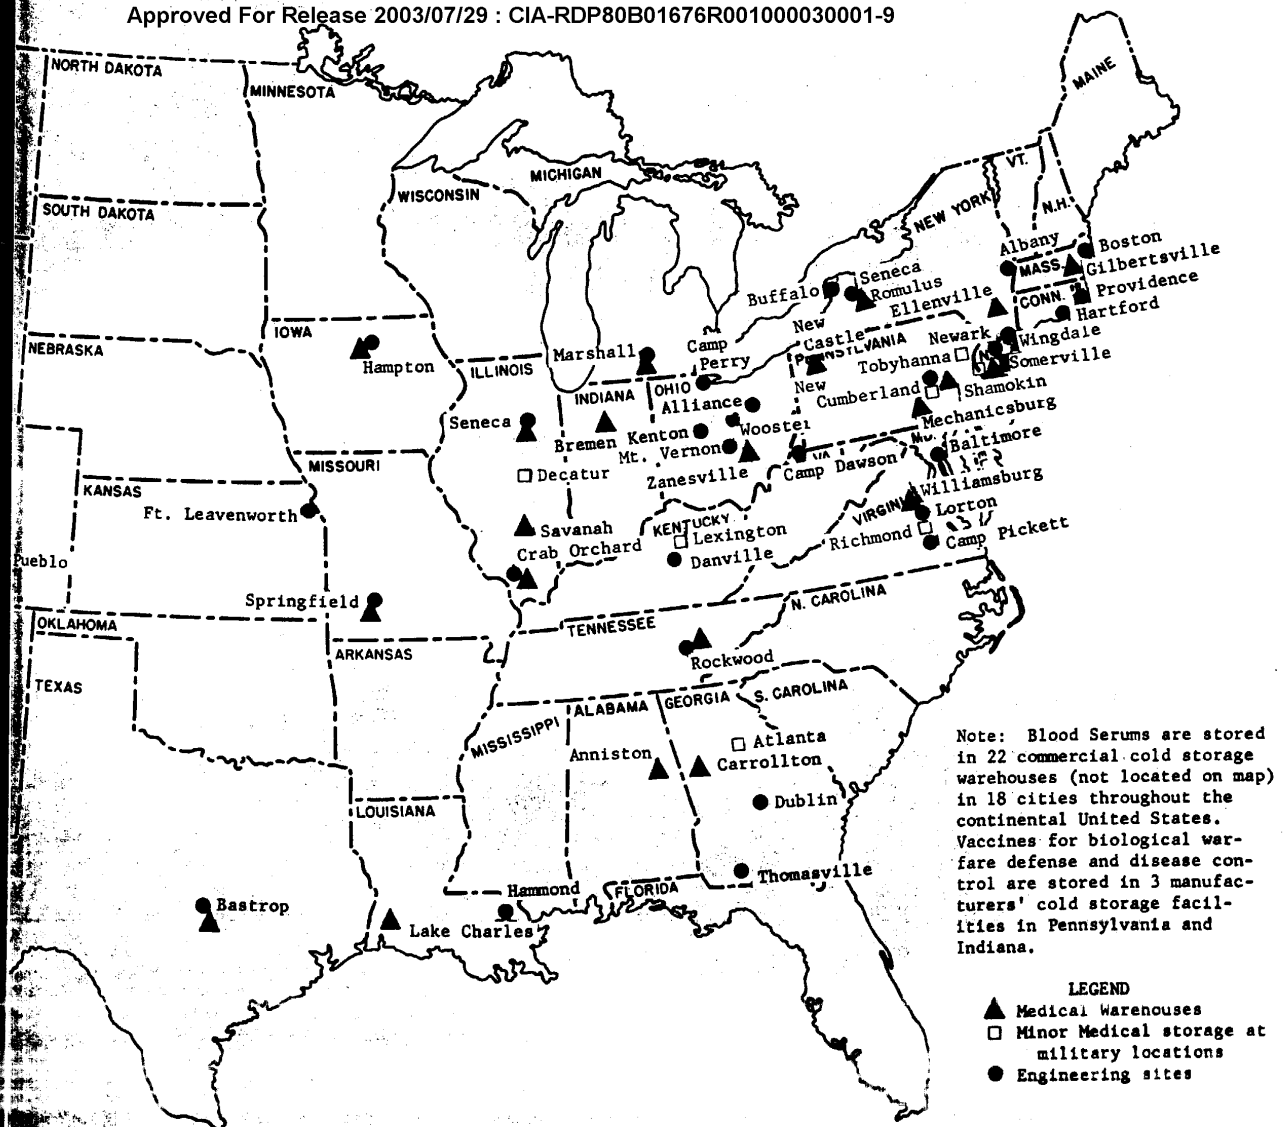 Approved For Release 2003/07/29 : CIA-RDP80B01676R001000030001-9
NORTH DAKOTA
MINNESOTA
MAINE
VT.
MICHIGAN
WISCONSIN
NEW YORK
N.H.
SOUTH DAKOTA
Albany
Boston
MASS.
Gilbertsville
Seneca
Buffalo
Romulus
Ellenville
CONN.
Providence
Hartford
IOWA
NEBRASKA
Hampton
ILLINOIS
Marshall
Camp
Perry
New
Castle
Newark
Wingdale
Tobyhanna
Somerville
INDIANA
OHIO
New
Cumberland
Shamokin
Alliance
Mechanicsburg
Seneca
Bremen
Kenton
Wooster
Mt. Vernon
Baltimore
MISSOURI
Decatur
Zanesville
VA
Camp Dawson
KANSAS
Williamsburg
Ft. Leavenworth
Savanah
KENTUCKY
VIRGINIA
Lorton
Lexington
Richmond
Camp Pickett
Crab Orchard
Danville
Pueblo
Springfield
N. CAROLINA
OKLAHOMA
TENNESSEE
ARKANSAS
Rockwood
TEXAS
S. CAROLINA
GEORGIA
ALABAMA
MISSISSIPPI
Atlanta
Anniston
Carrollton
LOUISIANA
Dublin
Thomasville
Hammond
FLORIDA
Bastrop
Lake Charles
Note: Blood Serums are stored
in 22 commercial cold storage
warehouses (not located on map)
in 18 cities throughout the
continental United States.
Vaccines for biological war-
fare defense and disease con-
trol are stored in 3 manufac-
turers' cold storage facil-
ities in Pennsylvania and
Indiana.
LEGEND
Medical Warehouses
Minor Medical storage at
military locations
Engineering sites